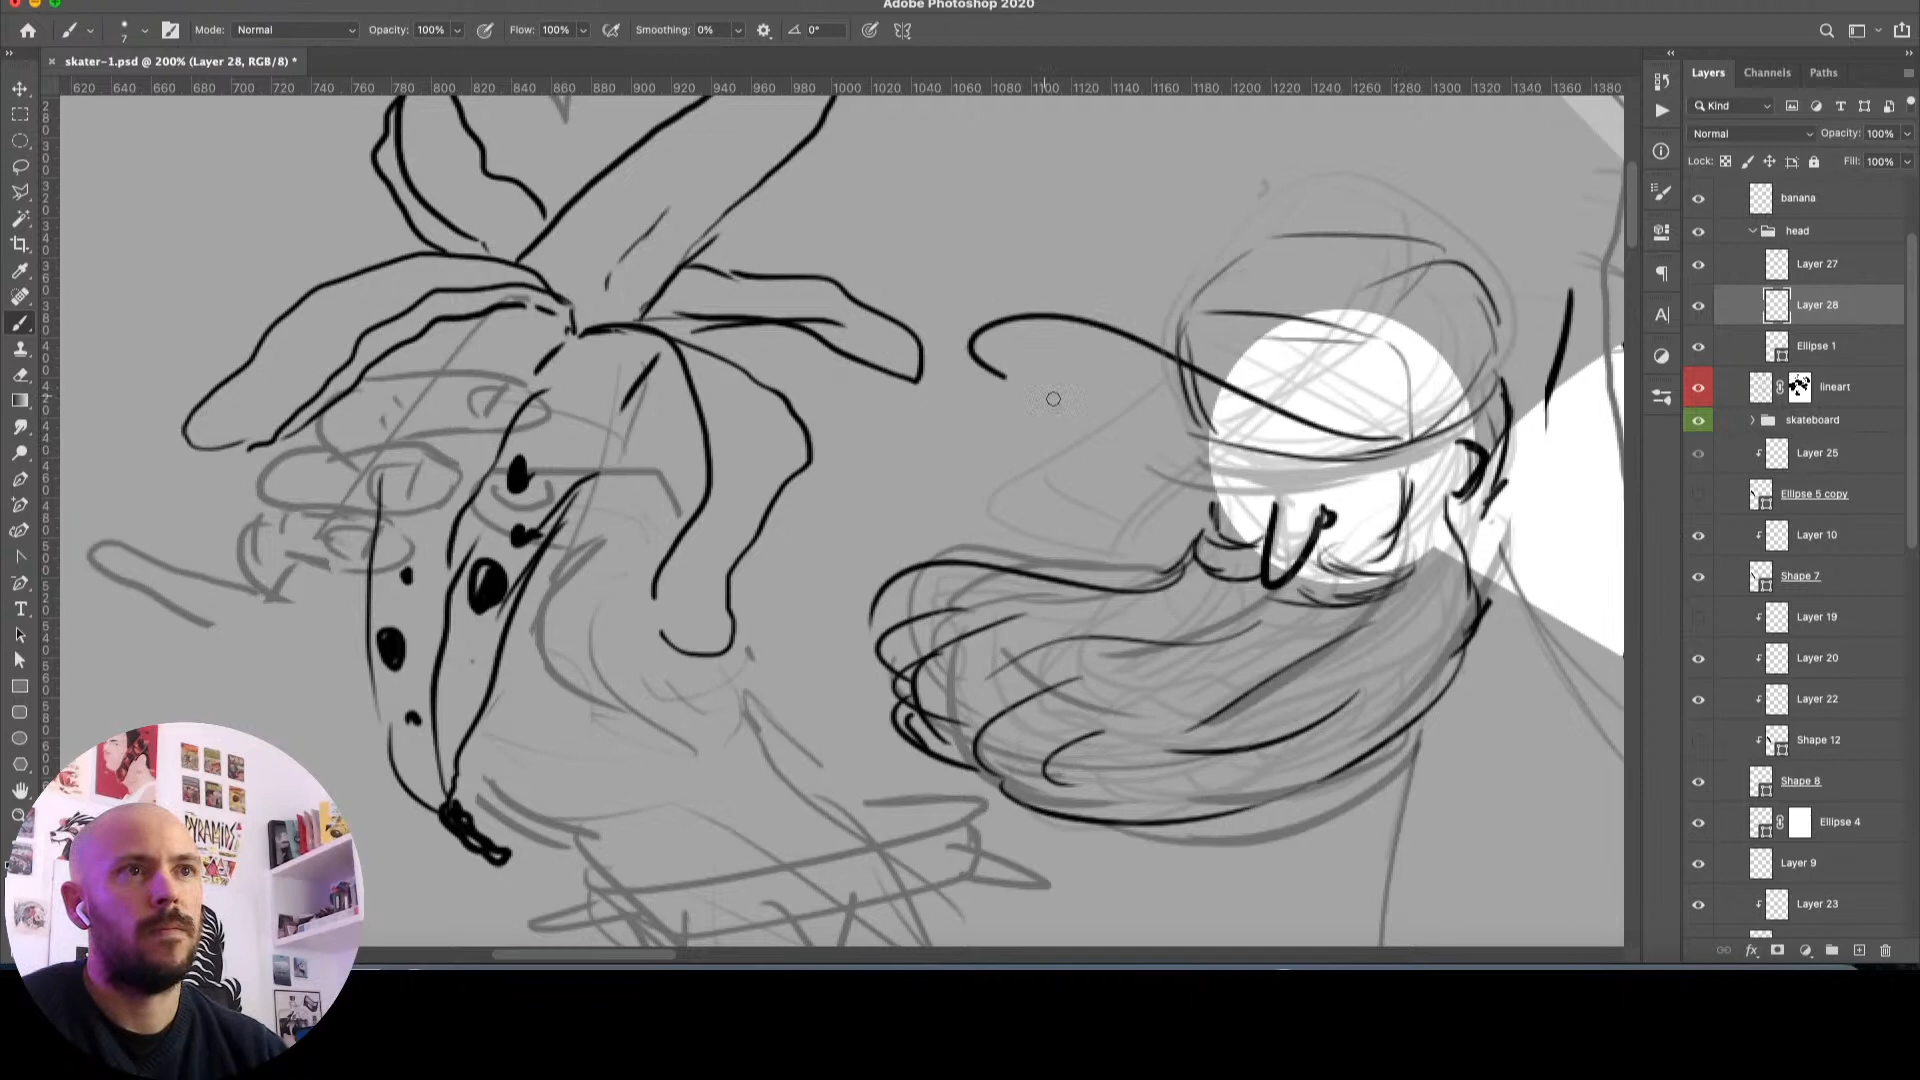 Adobe Photoshop 2020
7 Mode: Normal Opacity: 100% Flow: 100% Smoothing: 0% 0°
skater-1.psd @ 200% (Layer 28, RGB/8) *
620 640 660 680 700 720 740 760 780 800 820 840 860 880 900 920 940 960 980 1000 1020 1040 1060 1080 1100 1120 1140 1160 1180 1200 1220 1240 1260 1280 1300 1320 1340 1360 1380
Layers Channels Paths
Kind
Normal Opacity: 100%
Lock: Fill: 100%
banana
head
Layer 27
Layer 28
Ellipse 1
lineart
skateboard
Layer 25
Ellipse 5 copy
Layer 10
Shape 7
Layer 19
Layer 20
Layer 22
Shape 12
Shape 8
Ellipse 4
Layer 9
Layer 23
PYRAMIDS